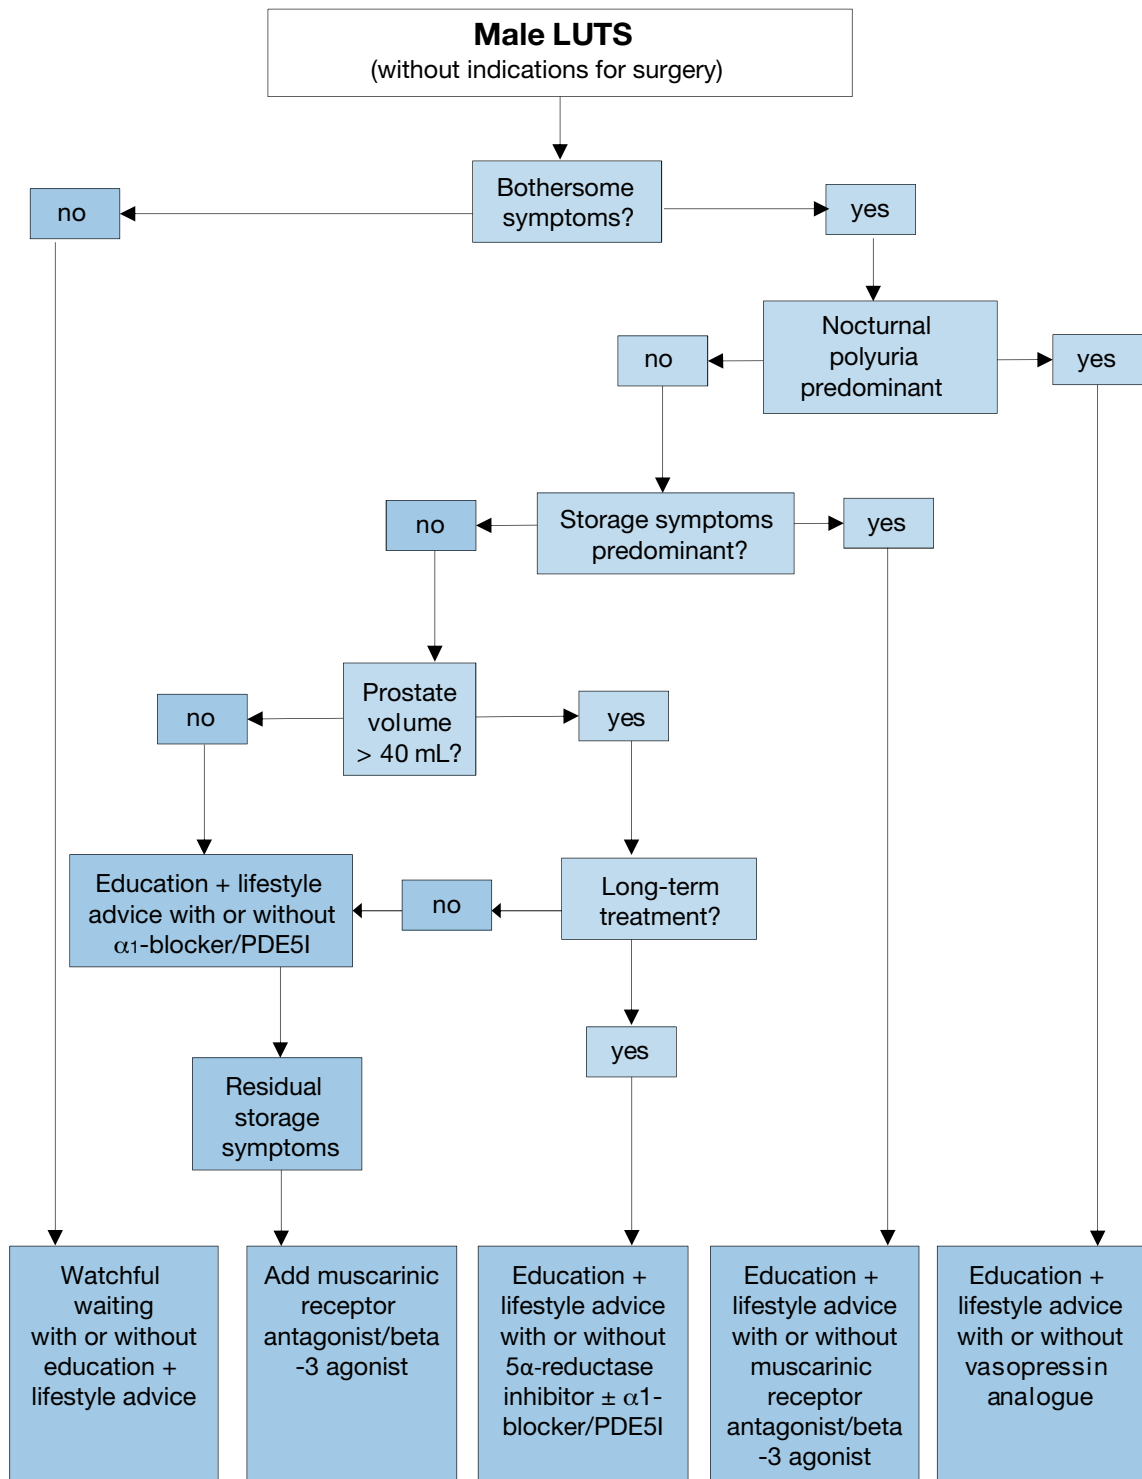 Male LUTS
(without indications for surgery)
Bothersome
symptoms?
no
yes
Nocturnal
polyuria
predominant
no
yes
Storage symptoms
predominant?
no
yes
Prostate
volume
> 40 mL?
no
yes
Education + lifestyle
advice with or without
α1-blocker/PDE5I
no
Long-term
treatment?
yes
Residual
storage
symptoms
Watchful
waiting
with or without
education +
lifestyle advice
Add muscarinic
receptor
antagonist/beta
-3 agonist
Education +
lifestyle advice
with or without
5α-reductase
inhibitor ± α1-
blocker/PDE5I
Education +
lifestyle advice
with or without
muscarinic
receptor
antagonist/beta
-3 agonist
Education +
lifestyle advice
with or without
vasopressin
analogue